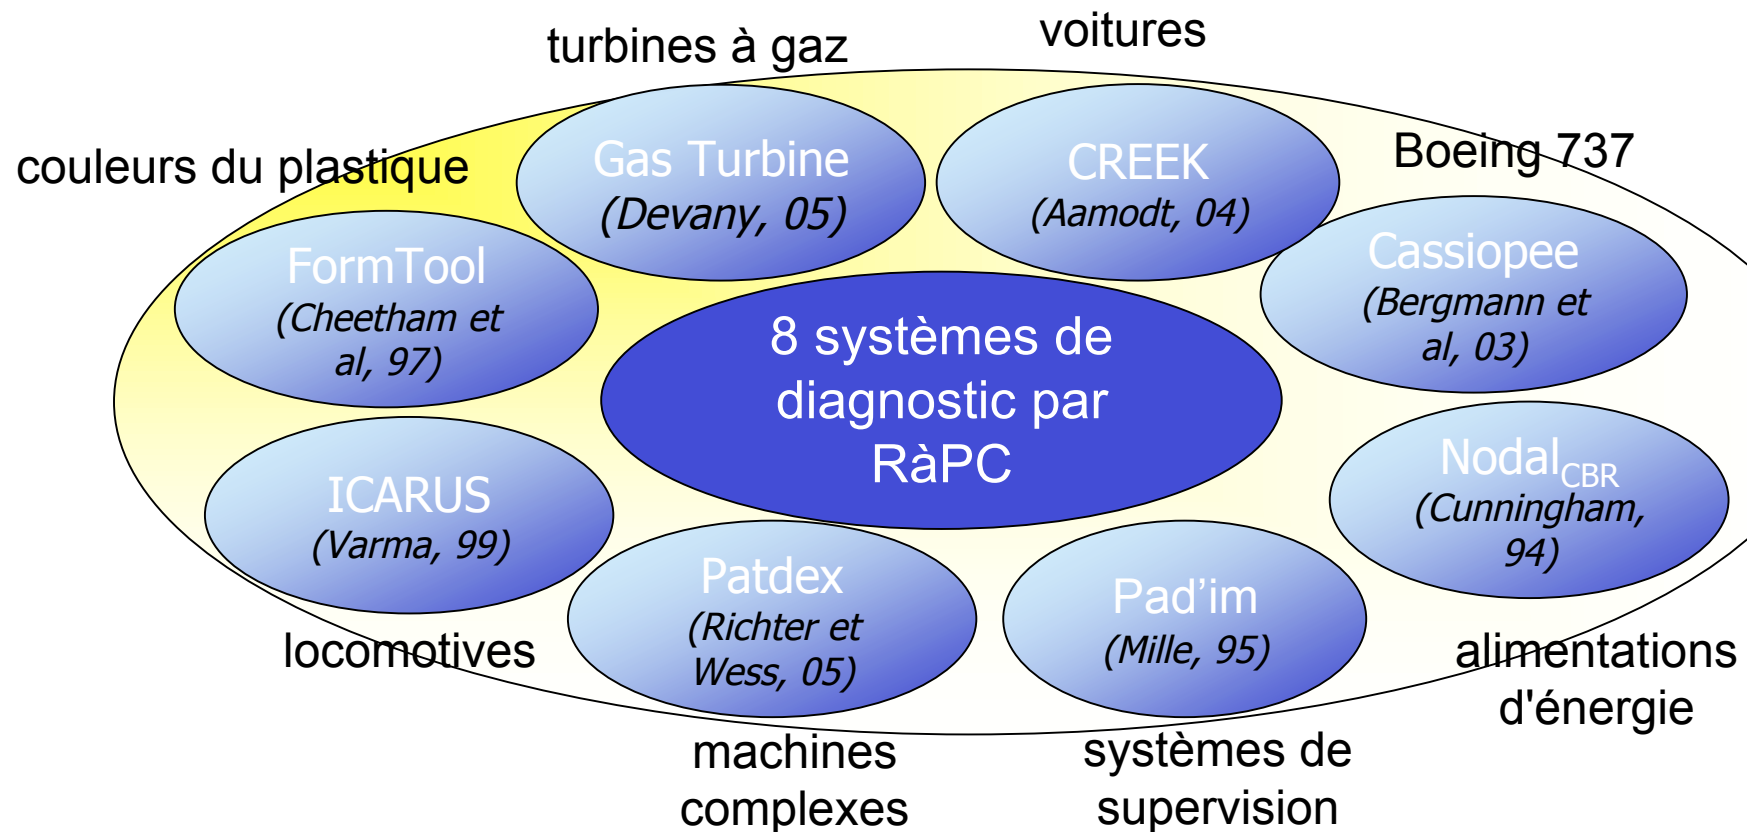 turbines à gaz
voitures
couleurs du plastique
Boeing 737
Gas Turbine
(Devany, 05)
CREEK
(Aamodt, 04)
FormTool
(Cheetham et
al, 97)
Cassiopee
(Bergmann et
al, 03)
8 systèmes de
diagnostic par
RàPC
ICARUS
(Varma, 99)
NodalCBR
(Cunningham,
94)
Patdex
(Richter et
Wess, 05)
Pad’im
(Mille, 95)
locomotives
alimentations
d'énergie
machines
complexes
systèmes de
supervision